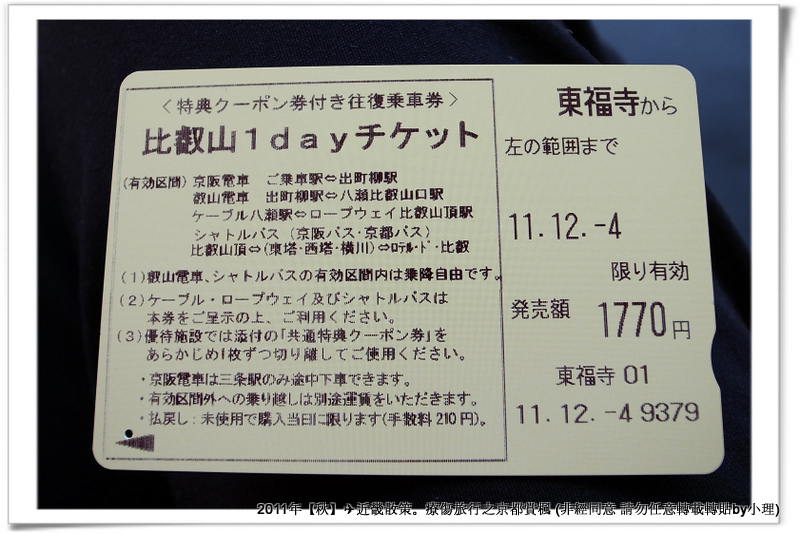 ＜特典クーポン券付き往復乗車券＞
比叡山1dayチケット
(有効区間) 京阪電車 ご乗車駅⇔出町柳駅
叡山電車 出町柳駅⇔八瀬比叡山口駅
ケーブル八瀬駅⇔ロープウェイ比叡山頂駅
シャトルバス (京阪バス・京都バス)
比叡山頂⇔(東塔・西塔・横川)⇔ロテル・ド・比叡
(1)叡山電車、シャトルバスの有効区間内は乗降自由です。
(2)ケーブル・ロープウェイ及びシャトルバスは
本券をご呈示の上、ご利用ください。
(3)優待施設では添付の「共通特典クーポン券」を
あらかじめ1枚ずつ切り離してご使用ください。
・京阪電車は三条駅のみ途中下車できます。
・有効区間外への乗り越しは別途運賃をいただきます。
・払戻し：未使用で購入当日に限ります(手数料210円)。
東福寺から
左の範囲まで
11.12.-4
限り有効
発売額 1770円
東福寺 01
11.12.-4 9379
2011年【秋】✈近畿散策。療傷旅行之京都賞楓 (非經同意 請勿任意轉載轉貼by小理)